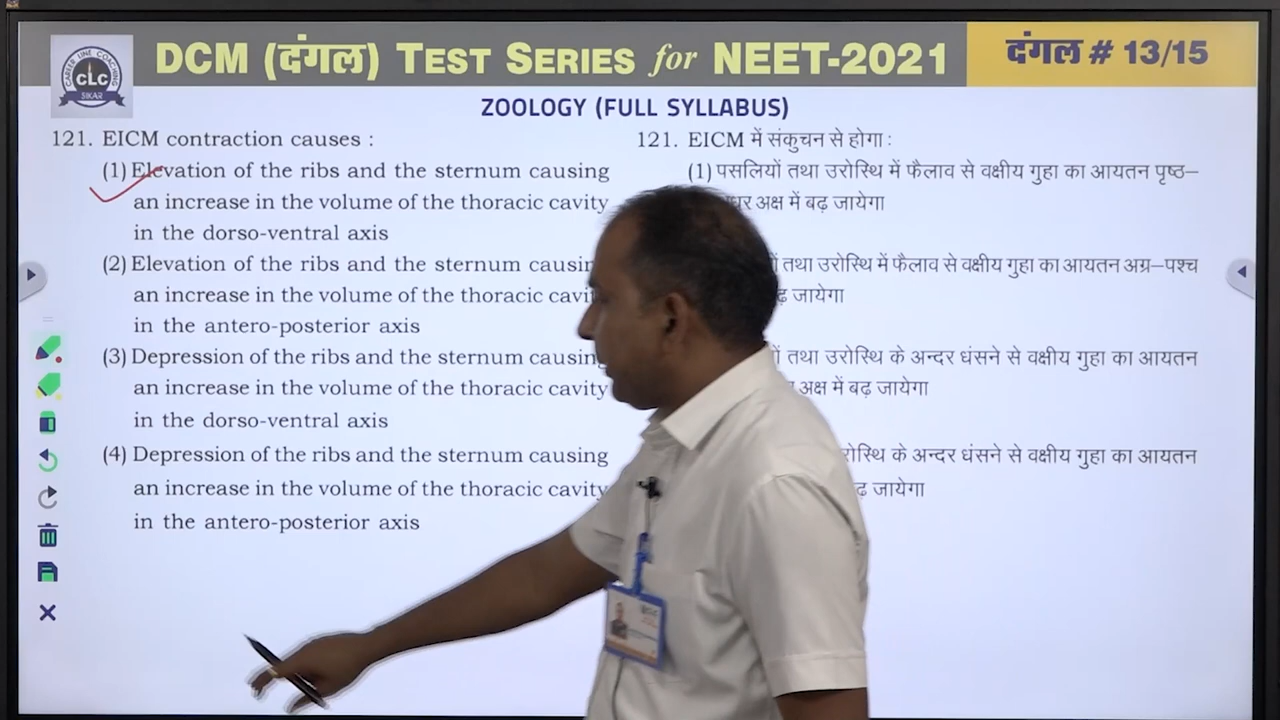 DCM (दंगल) TEST SERIES for NEET-2021
दंगल # 13/15
CAREER LINE COACHING
CLC
SIKAR
ZOOLOGY (FULL SYLLABUS)
121. EICM contraction causes :
(1) Elevation of the ribs and the sternum causing
an increase in the volume of the thoracic cavity
in the dorso-ventral axis
(2) Elevation of the ribs and the sternum
an increase in the volume of the thoracic
in the antero-posterior axis
(3) Depression of the ribs and the sternum causing
an increase in the volume of the thoracic cavity
in the dorso-ventral axis
(4) Depression of the ribs and the sternum causing
an increase in the volume of the thoracic cavity
in the antero-posterior axis
121. EICM में संकुचन से होगा :
(1) पसलियों तथा उरोस्थि में फैलाव से वक्षीय गुहा का आयतन पृष्ठ–
अक्ष में बढ़ जायेगा
तथा उरोस्थि में फैलाव से वक्षीय गुहा का आयतन अग्र–पश्च
जायेगा
तथा उरोस्थि के अन्दर धंसने से वक्षीय गुहा का आयतन
अक्ष में बढ़ जायेगा
के अन्दर धंसने से वक्षीय गुहा का आयतन
जायेगा